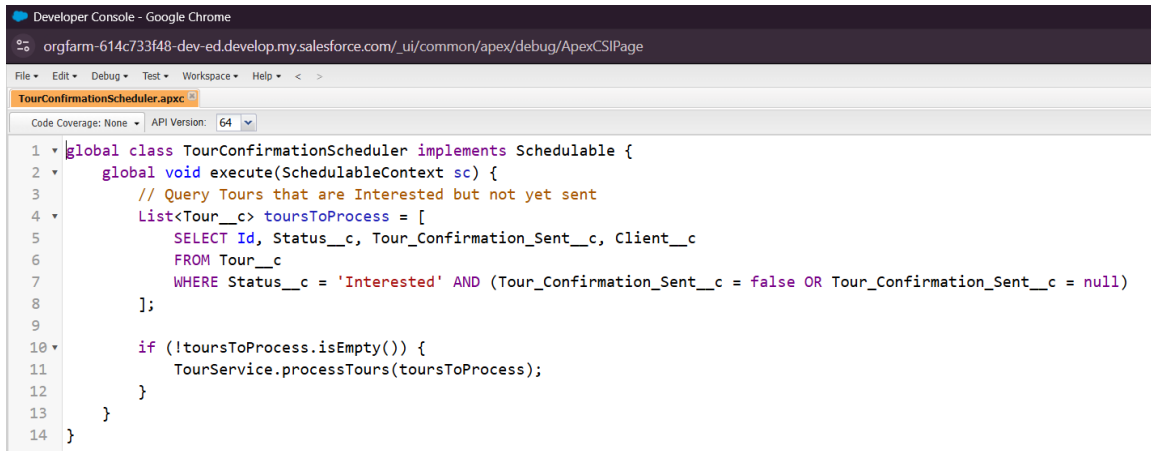 Developer Console - Google Chrome
orgfarm-614c733f48-dev-ed.develop.my.salesforce.com/_ui/common/apex/debug/ApexCSIPage
File Edit Debug Test Workspace Help < >
TourConfirmationScheduler.apxc
Code Coverage: None API Version: 64
1 global class TourConfirmationScheduler implements Schedulable {
2     global void execute(SchedulableContext sc) {
3         // Query Tours that are Interested but not yet sent
4         List<Tour__c> toursToProcess = [
5             SELECT Id, Status__c, Tour_Confirmation_Sent__c, Client__c
6             FROM Tour__c
7             WHERE Status__c = 'Interested' AND (Tour_Confirmation_Sent__c = false OR Tour_Confirmation_Sent__c = null)
8         ];
9
10         if (!toursToProcess.isEmpty()) {
11             TourService.processTours(toursToProcess);
12         }
13     }
14 }